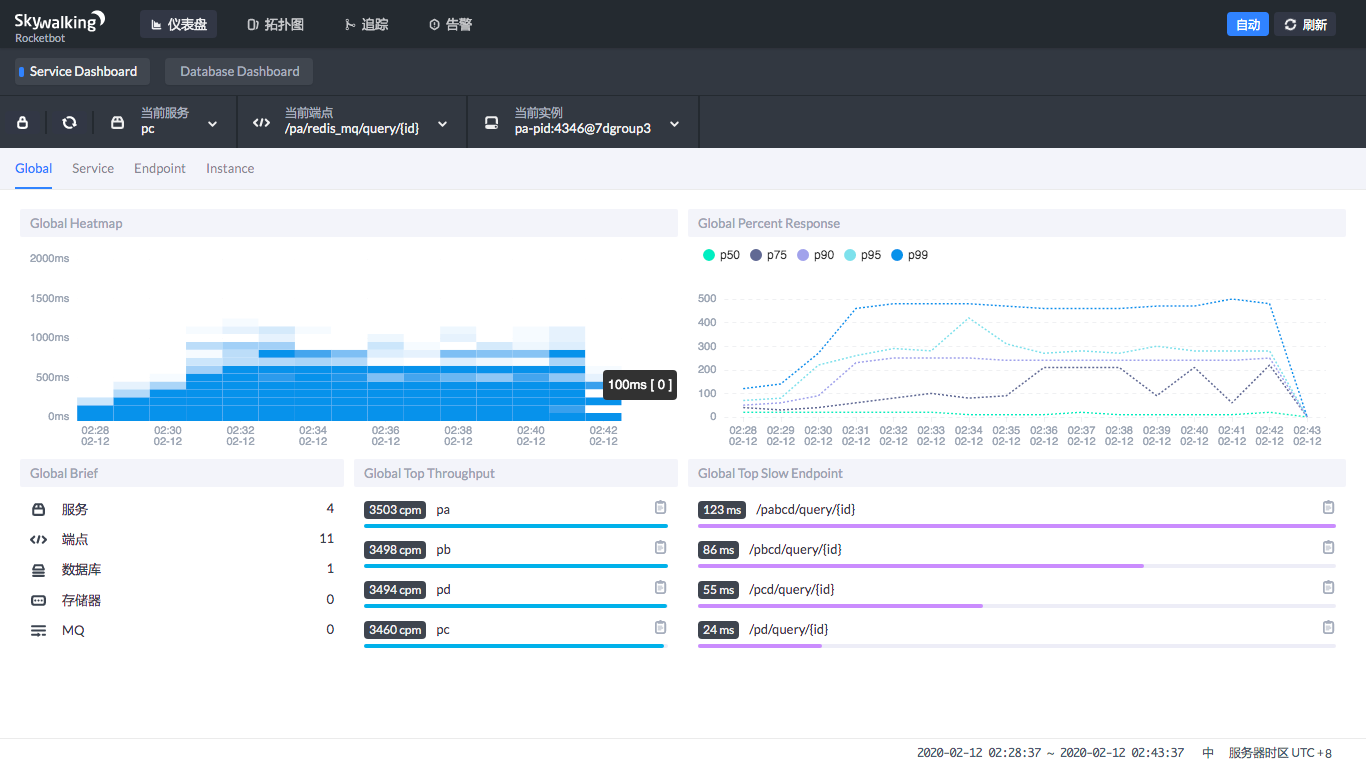 Skywalking
Rocketbot
仪表盘
拓扑图
追踪
告警
自动
刷新
Service Dashboard
Database Dashboard
当前服务
pc
当前端点
/pa/redis_mq/query/{id}
当前实例
pa-pid:4346@7dgroup3
Global
Service
Endpoint
Instance
Global Heatmap
2000ms
1500ms
1000ms
500ms
0ms
100ms [ 0 ]
02:28 02:30 02:32 02:34 02:36 02:38 02:40 02:42
02-12 02-12 02-12 02-12 02-12 02-12 02-12 02-12
Global Percent Response
p50 p75 p90 p95 p99
500
400
300
200
100
0
02:28 02:29 02:30 02:31 02:32 02:33 02:34 02:35 02:36 02:37 02:38 02:39 02:40 02:41 02:42 02:43
02-12 02-12 02-12 02-12 02-12 02-12 02-12 02-12 02-12 02-12 02-12 02-12 02-12 02-12 02-12 02-12
Global Brief
服务 4
端点 11
数据库 1
存储器 0
MQ 0
Global Top Throughput
3503 cpm pa
3498 cpm pb
3494 cpm pd
3460 cpm pc
Global Top Slow Endpoint
123 ms /pabcd/query/{id}
86 ms /pbcd/query/{id}
55 ms /pcd/query/{id}
24 ms /pd/query/{id}
2020-02-12 02:28:37 ~ 2020-02-12 02:43:37 中 服务器时区 UTC +8